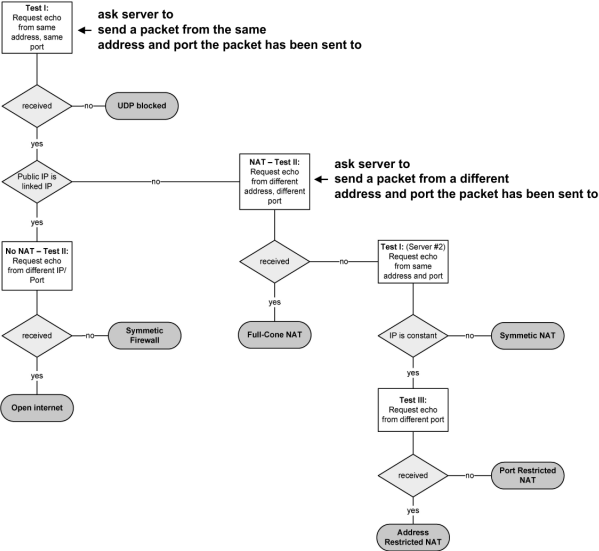 Test I:
Request echo
from same
address, same
port
ask server to
send a packet from the same
address and port the packet has been sent to
received
no
UDP blocked
yes
Public IP is
linked IP
no
NAT – Test II:
Request echo
from different
address, different
port
ask server to
send a packet from a different
address and port the packet has been sent to
yes
No NAT – Test II:
Request echo
from different IP/
Port
received
no
Test I: (Server #2)
Request echo
from same
address and port
yes
received
no
Symmetic
Firewall
Full-Cone NAT
IP is constant
no
Symmetic NAT
yes
Open internet
yes
Test III:
Request echo
from different port
received
no
Port Restricted
NAT
yes
Address
Restricted NAT